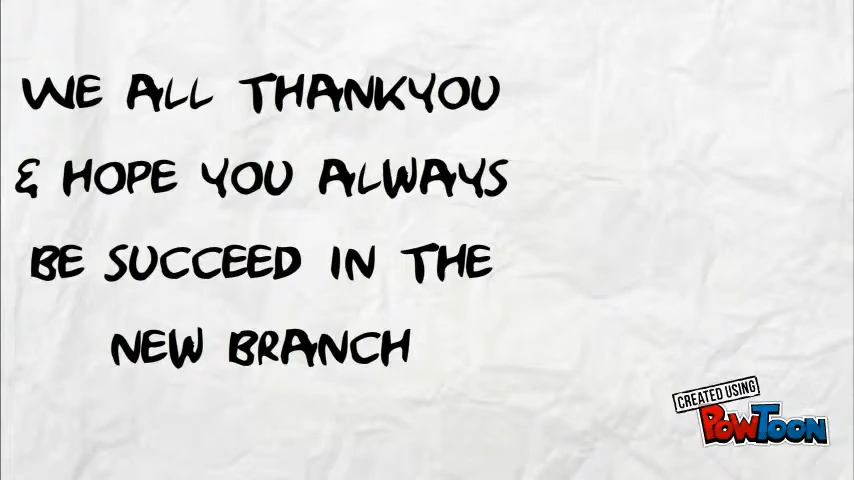 WE ALL THANKYOU
& HOPE YOU ALWAYS
BE SUCCEED IN THE
NEW BRANCH
CREATED USING
POWTOON